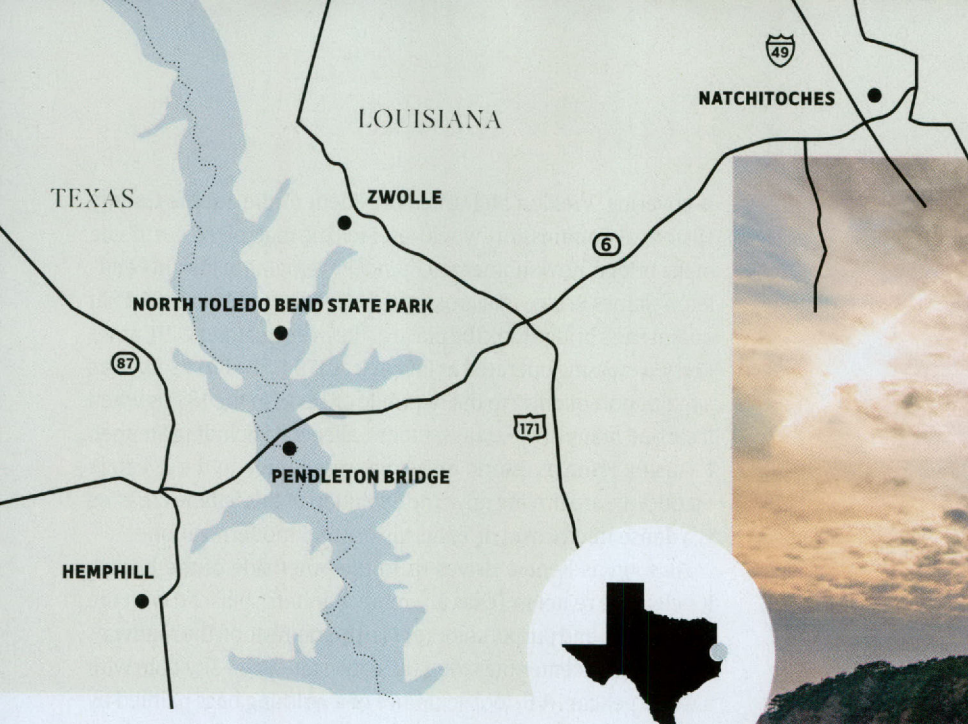 49
NATCHITOCHES
LOUISIANA
TEXAS
ZWOLLE
6
NORTH TOLEDO BEND STATE PARK
87
171
PENDLETON BRIDGE
HEMPHILL